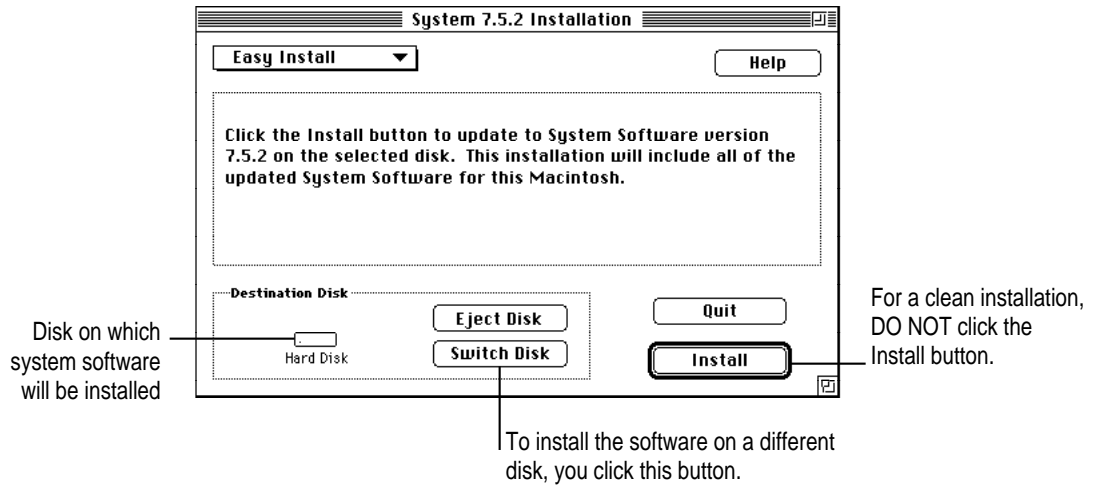 System 7.5.2 Installation
Easy Install
Help
Click the Install button to update to System Software version
7.5.2 on the selected disk. This installation will include all of the
updated System Software for this Macintosh.
Destination Disk
Hard Disk
Eject Disk
Switch Disk
Quit
Install
Disk on which
system software
will be installed
For a clean installation,
DO NOT click the
Install button.
To install the software on a different
disk, you click this button.